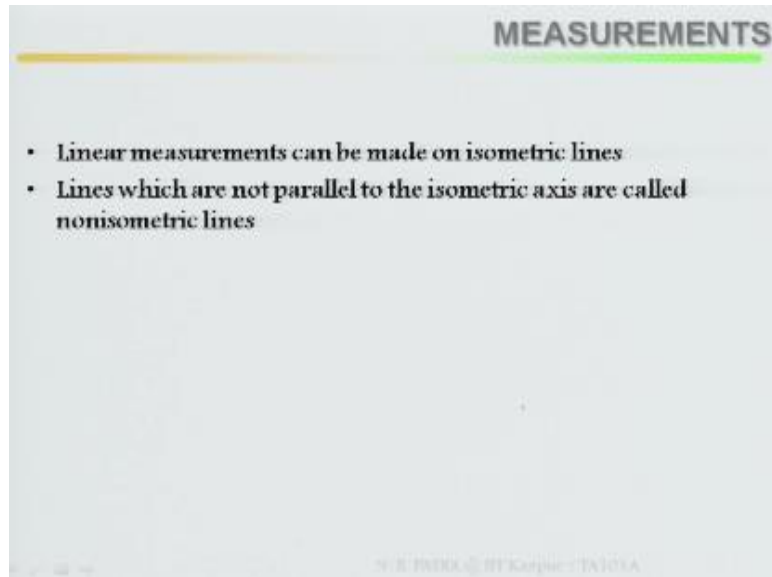 MEASUREMENTS
• Linear measurements can be made on isometric lines
• Lines which are not parallel to the isometric axis are called
nonisometric lines